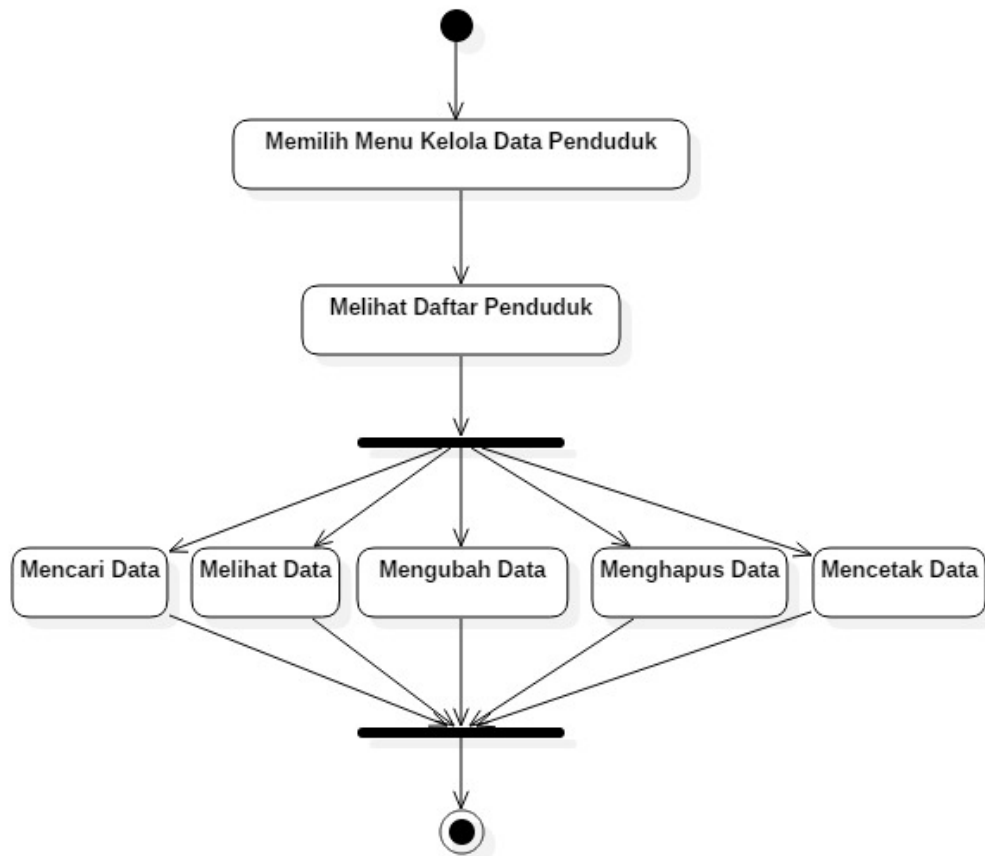 Memilih Menu Kelola Data Penduduk
Melihat Daftar Penduduk
Mencari Data
Melihat Data
Mengubah Data
Menghapus Data
Mencetak Data